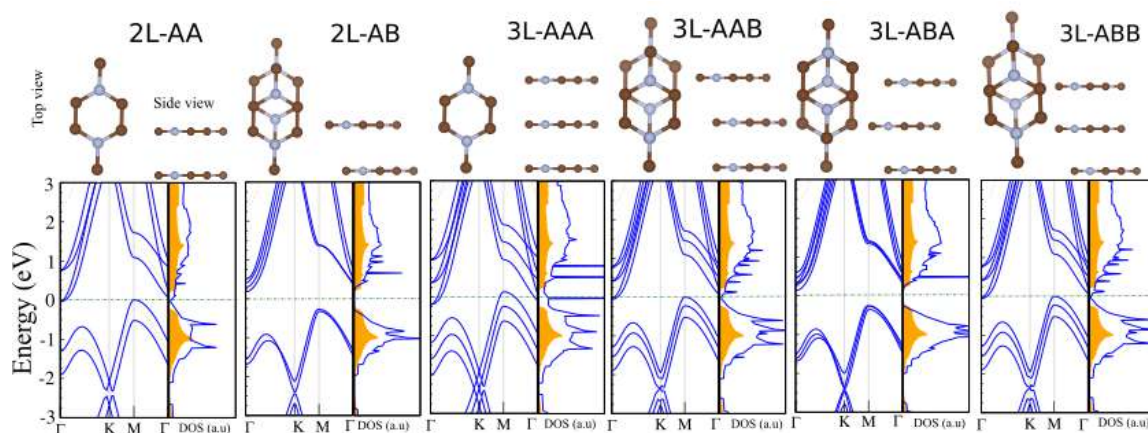 2L-AA
2L-AB
3L-AAA
3L-AAB
3L-ABA
3L-ABB
Top view
Side view
Energy (eV)
3
2
1
0
-1
-2
-3
Γ K M Γ DOS (a.u)
Γ K M Γ DOS (a.u)
Γ K M Γ DOS (a.u)
Γ K M Γ DOS (a.u)
Γ K M Γ DOS (a.u)
Γ K M Γ DOS (a.u)